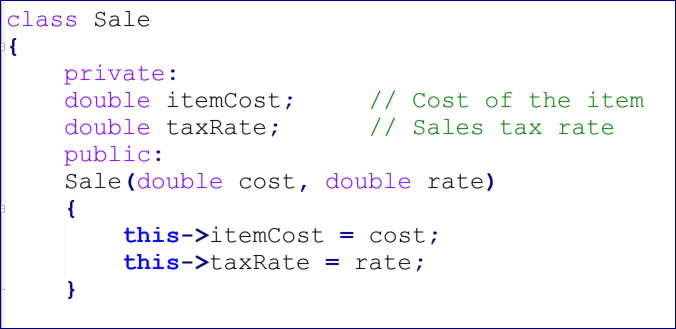 class Sale
{
private:
double itemCost; // Cost of the item
double taxRate; // Sales tax rate
public:
Sale(double cost, double rate)
{
this->itemCost = cost;
this->taxRate = rate;
}